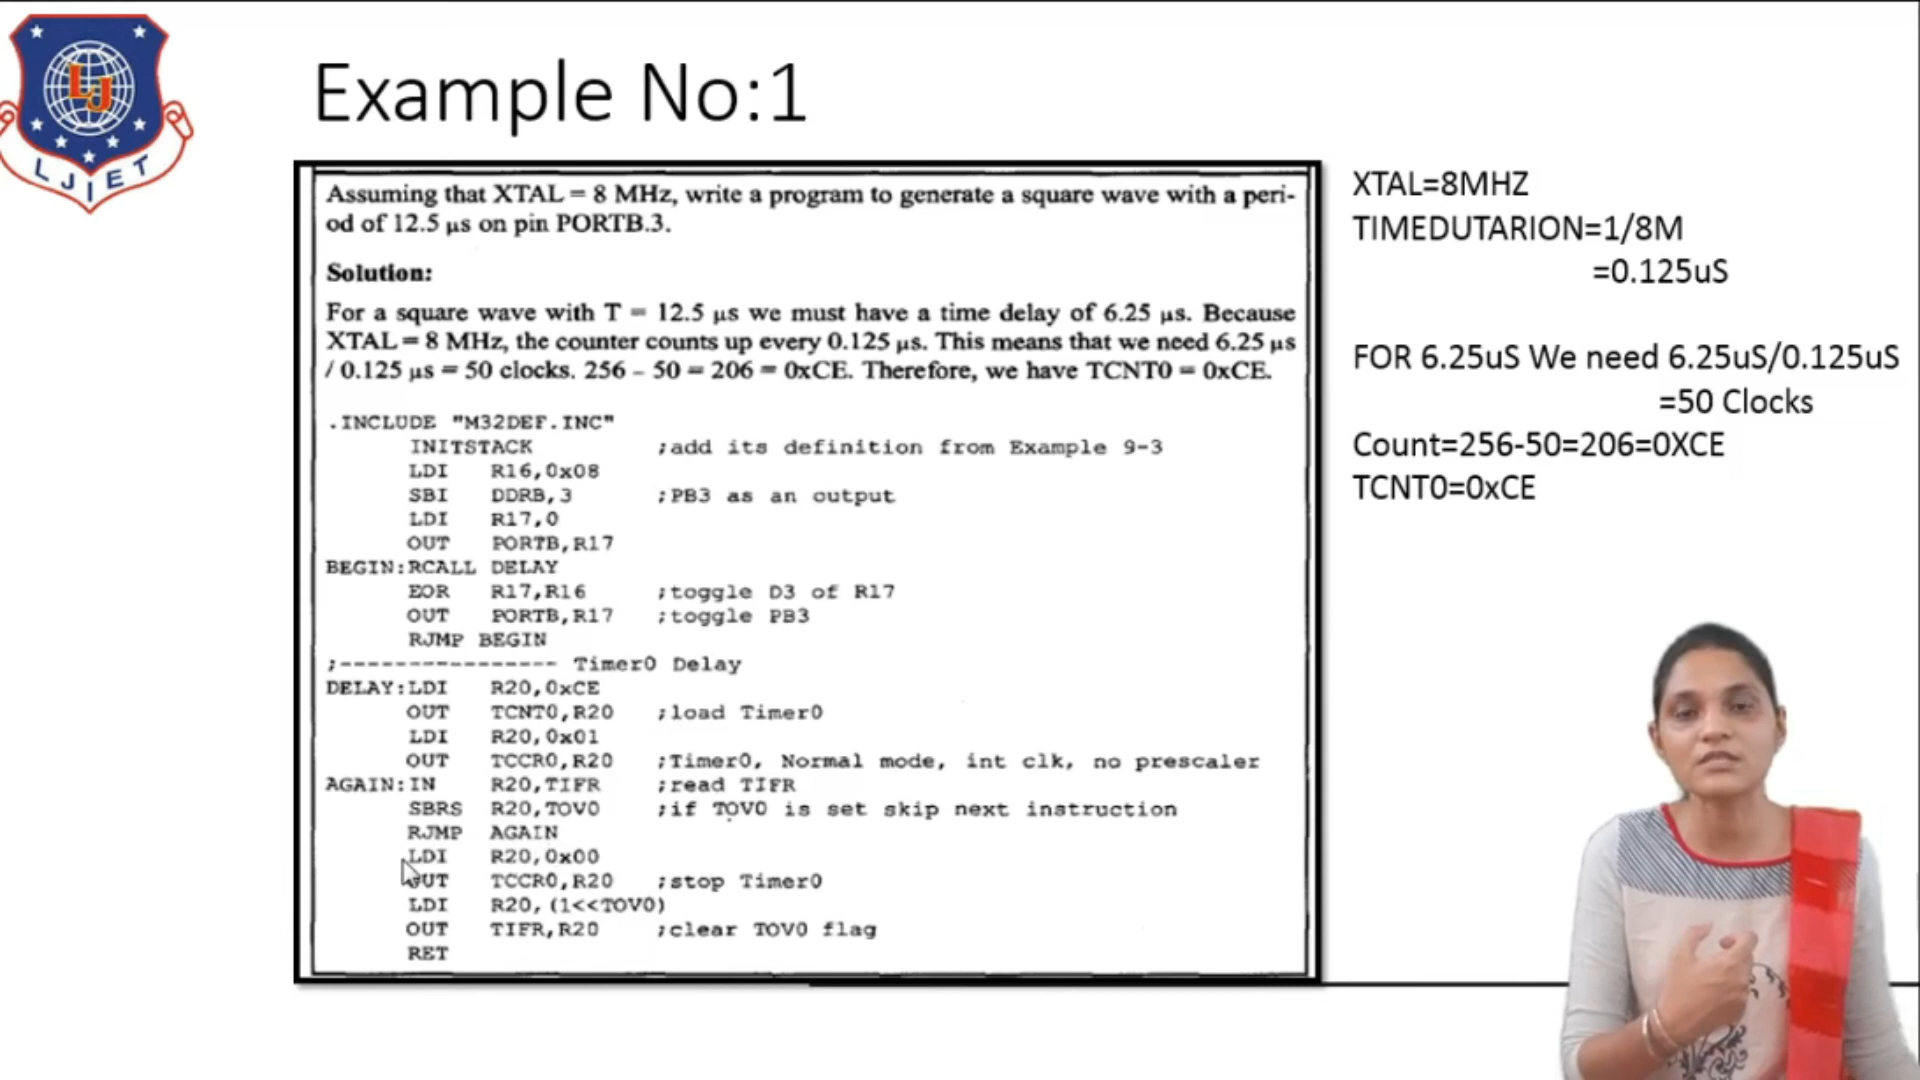 LJ
LJIET
Example No:1
Assuming that XTAL = 8 MHz, write a program to generate a square wave with a peri-
od of 12.5 µs on pin PORTB.3.
Solution:
For a square wave with T = 12.5 µs we must have a time delay of 6.25 µs. Because
XTAL = 8 MHz, the counter counts up every 0.125 µs. This means that we need 6.25 µs
/ 0.125 µs = 50 clocks. 256 – 50 = 206 = 0xCE. Therefore, we have TCNT0 = 0xCE.
.INCLUDE "M32DEF.INC"
INITSTACK ;add its definition from Example 9-3
LDI R16,0x08
SBI DDRB,3 ;PB3 as an output
LDI R17,0
OUT PORTB,R17
BEGIN:RCALL DELAY
EOR R17,R16 ;toggle D3 of R17
OUT PORTB,R17 ;toggle PB3
RJMP BEGIN
;---------------- Timer0 Delay
DELAY:LDI R20,0xCE
OUT TCNT0,R20 ;load Timer0
LDI R20,0x01
OUT TCCR0,R20 ;Timer0, Normal mode, int clk, no prescaler
AGAIN:IN R20,TIFR ;read TIFR
SBRS R20,TOV0 ;if TOV0 is set skip next instruction
RJMP AGAIN
LDI R20,0x00
OUT TCCR0,R20 ;stop Timer0
LDI R20,(1<<TOV0)
OUT TIFR,R20 ;clear TOV0 flag
RET
XTAL=8MHZ
TIMEDUTARION=1/8M
=0.125uS
FOR 6.25uS We need 6.25uS/0.125uS
=50 Clocks
Count=256-50=206=0XCE
TCNT0=0xCE